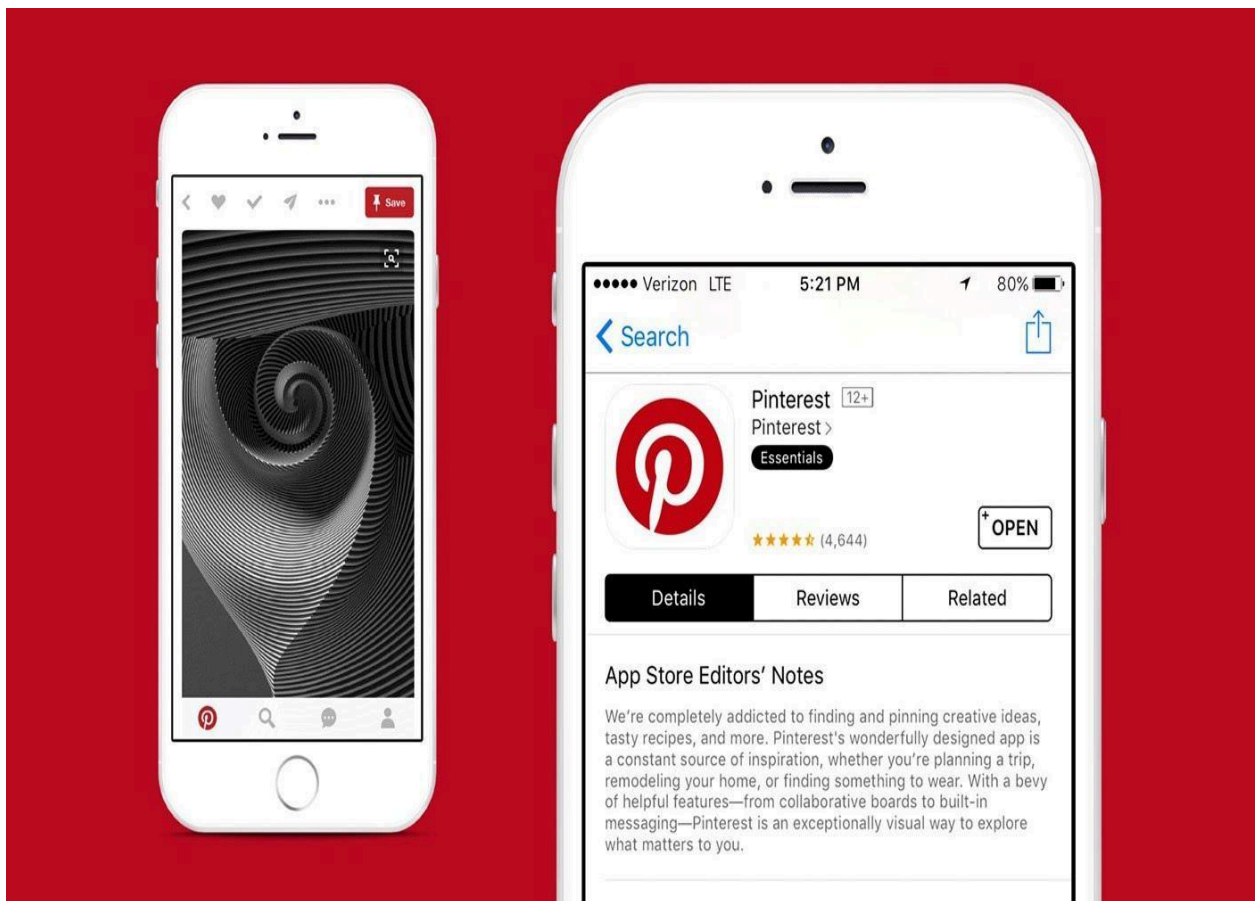 Save
Verizon LTE 5:21 PM 80%
Search
Pinterest 12+
Pinterest >
Essentials
(4,644)
+OPEN
Details Reviews Related
App Store Editors’ Notes
We’re completely addicted to finding and pinning creative ideas,
tasty recipes, and more. Pinterest's wonderfully designed app is
a constant source of inspiration, whether you’re planning a trip,
remodeling your home, or finding something to wear. With a bevy
of helpful features—from collaborative boards to built-in
messaging—Pinterest is an exceptionally visual way to explore
what matters to you.